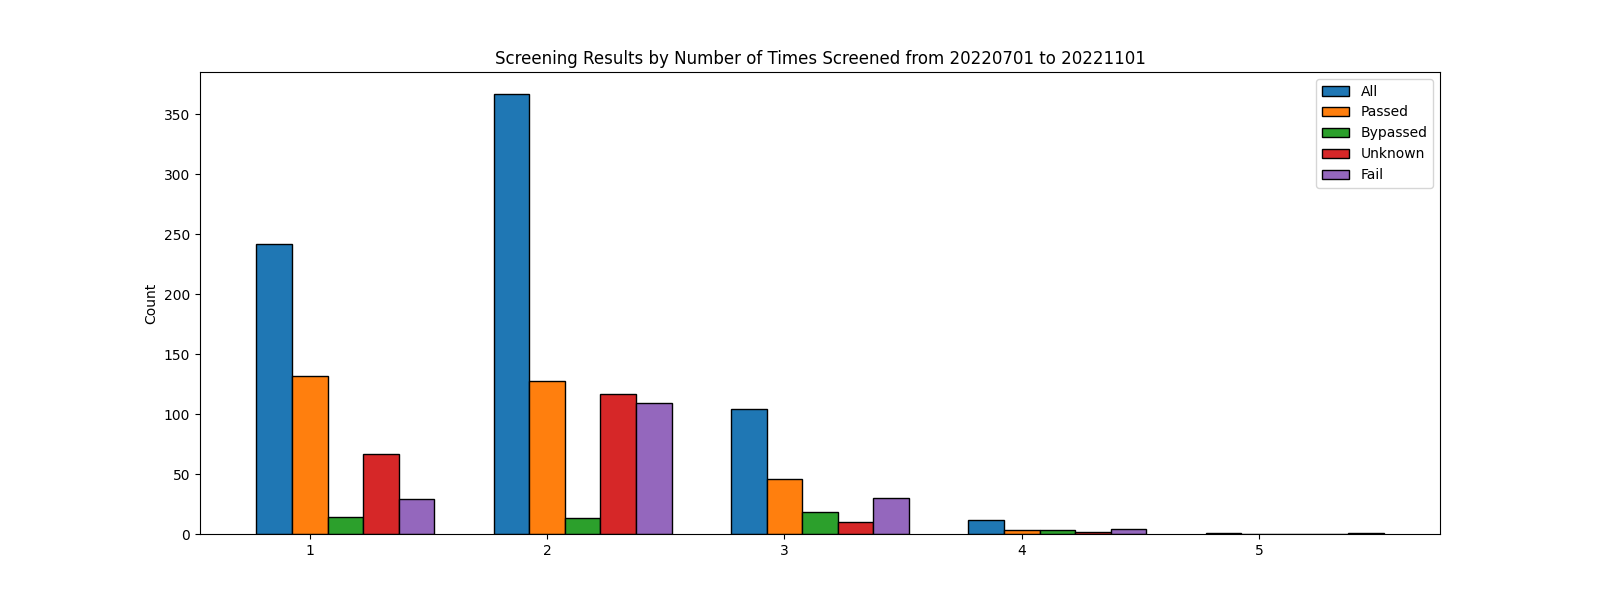 Screening Results by Number of Times Screened from 20220701 to 20221101
All
Passed
Bypassed
Unknown
Fail
Count
350
300
250
200
150
100
50
0
1 2 3 4 5